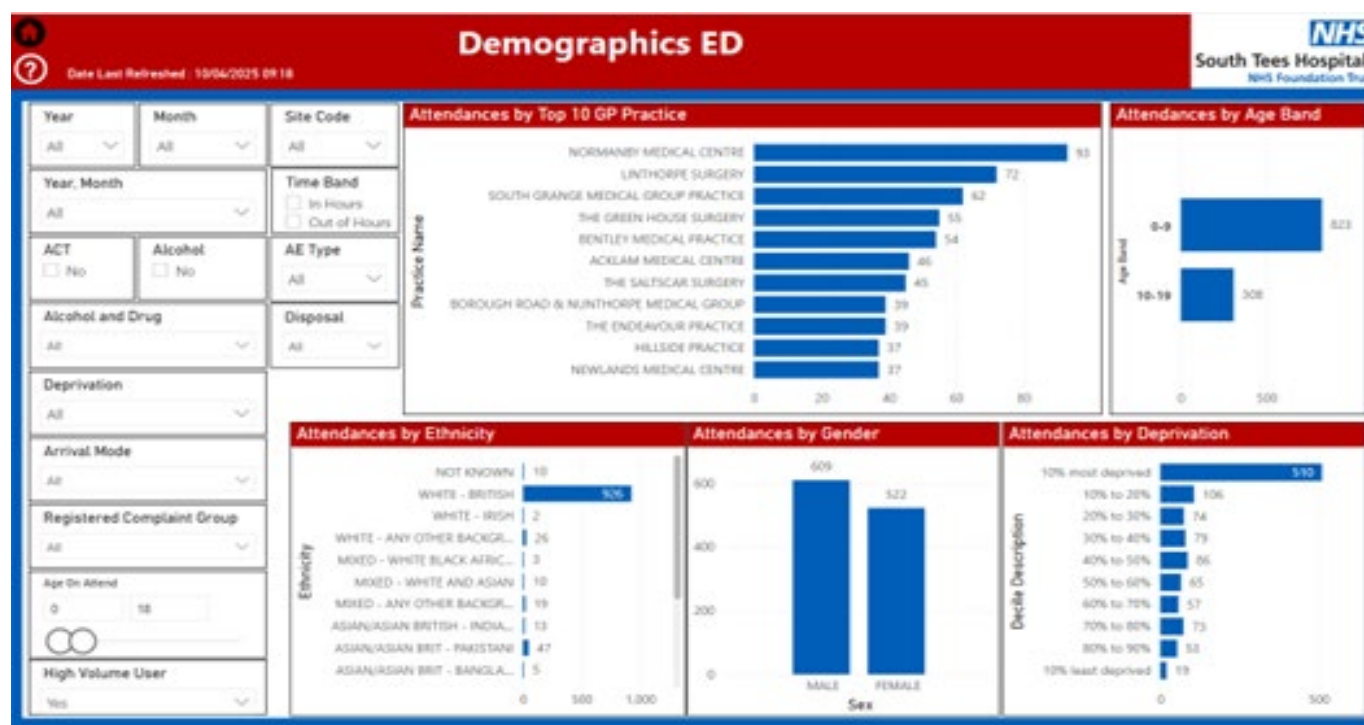 Demographics ED
Date Last Refreshed : 10/04/2025 09:18
NHS
South Tees Hospital
NHS Foundation Tru
Year
All
Month
All
Site Code
All
Year, Month
All
Time Band
In Hours
Out of Hours
ACT
No
Alcohol
No
AE Type
All
Alcohol and Drug
All
Disposal
All
Deprivation
All
Arrival Mode
All
Registered Complaint Group
All
Age On Attend
0 18
High Volume User
Yes
Attendances by Top 10 GP Practice
Practice Name
NORMANBY MEDICAL CENTRE 93
LINTHORPE SURGERY 72
SOUTH GRANGE MEDICAL GROUP PRACTICE 62
THE GREEN HOUSE SURGERY 55
BENTLEY MEDICAL PRACTICE 54
ACKLAM MEDICAL CENTRE 46
THE SALTSCAR SURGERY 45
BOROUGH ROAD & NUNTHORPE MEDICAL GROUP 39
THE ENDEAVOUR PRACTICE 39
HILLSIDE PRACTICE 37
NEWLANDS MEDICAL CENTRE 37
0 20 40 60 80
Attendances by Age Band
Age Band
0-9 823
10-19 308
0 500
Attendances by Ethnicity
Ethnicity
NOT KNOWN 10
WHITE - BRITISH 926
WHITE - IRISH 2
WHITE - ANY OTHER BACKGR... 26
MIXED - WHITE BLACK AFRIC... 3
MIXED - WHITE AND ASIAN 10
MIXED - ANY OTHER BACKGR... 19
ASIAN/ASIAN BRITISH - INDIA... 13
ASIAN/ASIAN BRIT - PAKISTANI 47
ASIAN/ASIAN BRIT - BANGLA... 5
0 500 1,000
Attendances by Gender
609
522
600
400
200
0
MALE FEMALE
Sex
Attendances by Deprivation
Decile Description
10% most deprived 510
10% to 20% 106
20% to 30% 74
30% to 40% 79
40% to 50% 86
50% to 60% 65
60% to 70% 57
70% to 80% 73
80% to 90% 53
10% least deprived 19
0 500